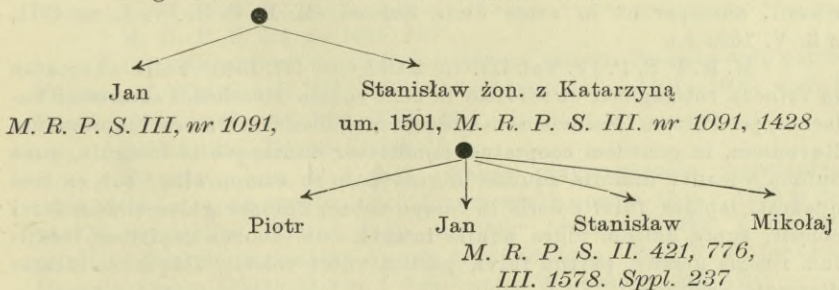 Jan Stanisław żon. z Katarzyną
M. R. P. S. III, nr 1091, um. 1501, M. R. P. S. III. nr 1091, 1428
Piotr Jan Stanisław Mikołaj
M. R. P. S. II. 421, 776,
III. 1578. Sppl. 237